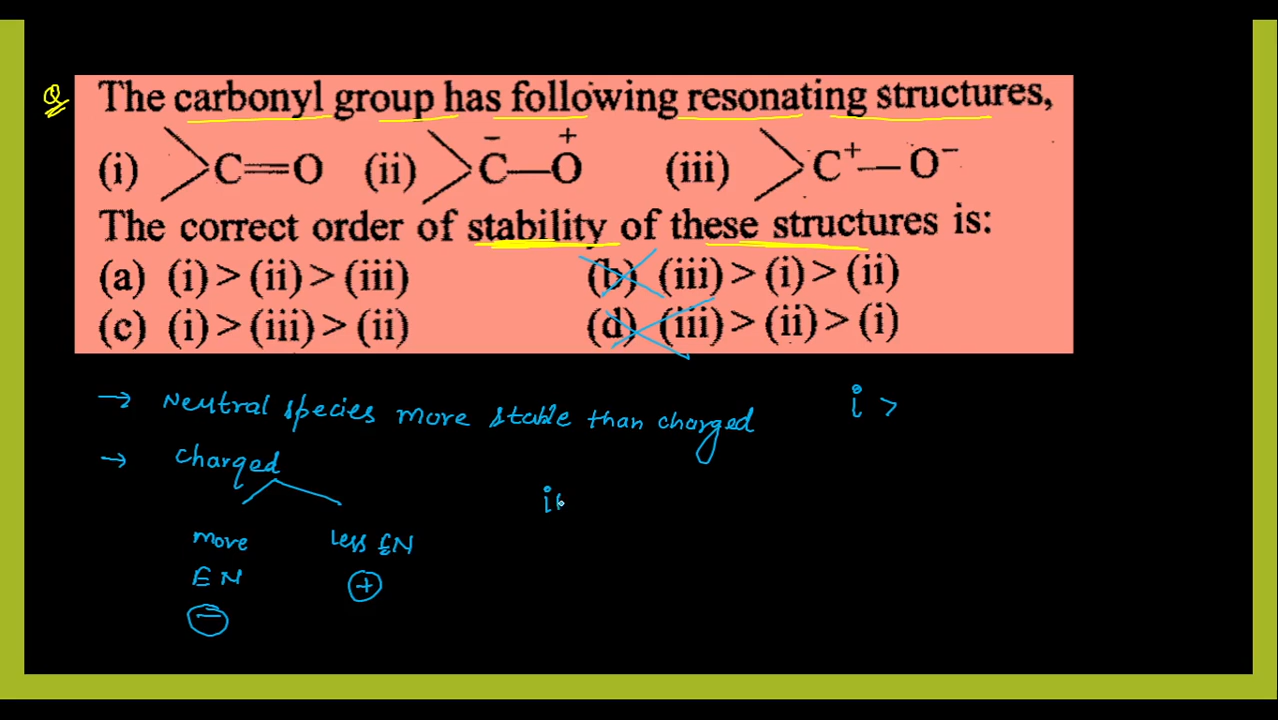 Q The carbonyl group has following resonating structures,
(i) C=O (ii) C̄—O⁺ (iii) C⁺—O⁻
The correct order of stability of these structures is:
(a) (i) > (ii) > (iii) (b) (iii) > (i) > (ii)
(c) (i) > (iii) > (ii) (d) (iii) > (ii) > (i)
→ Neutral species more stable than charged i >
→ Charged
more Less EN
EN +
−